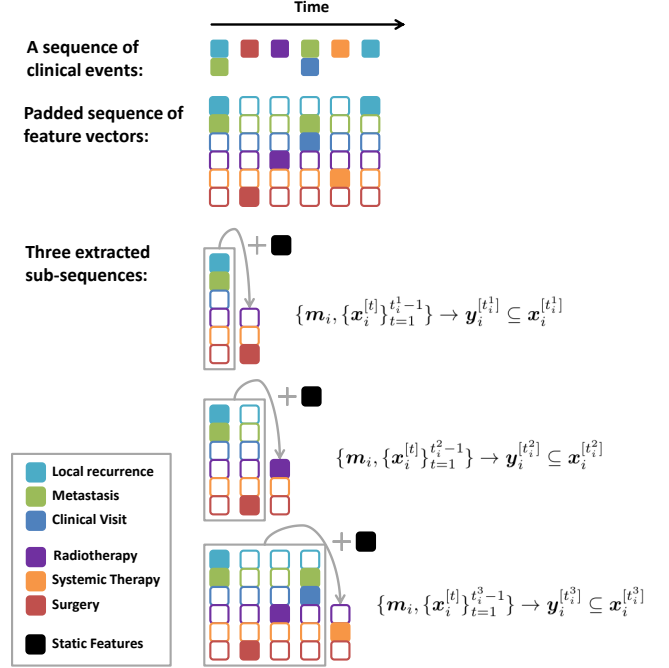 Time
A sequence of
clinical events:
Padded sequence of
feature vectors:
Three extracted
sub-sequences:
+
{m_i, {x_i^{[t]}}_{t=1}^{t_i^1-1}} → y_i^{[t_i^1]} ⊆ x_i^{[t_i^1]}
+
{m_i, {x_i^{[t]}}_{t=1}^{t_i^2-1}} → y_i^{[t_i^2]} ⊆ x_i^{[t_i^2]}
+
{m_i, {x_i^{[t]}}_{t=1}^{t_i^3-1}} → y_i^{[t_i^3]} ⊆ x_i^{[t_i^3]}
Local recurrence
Metastasis
Clinical Visit
Radiotherapy
Systemic Therapy
Surgery
Static Features